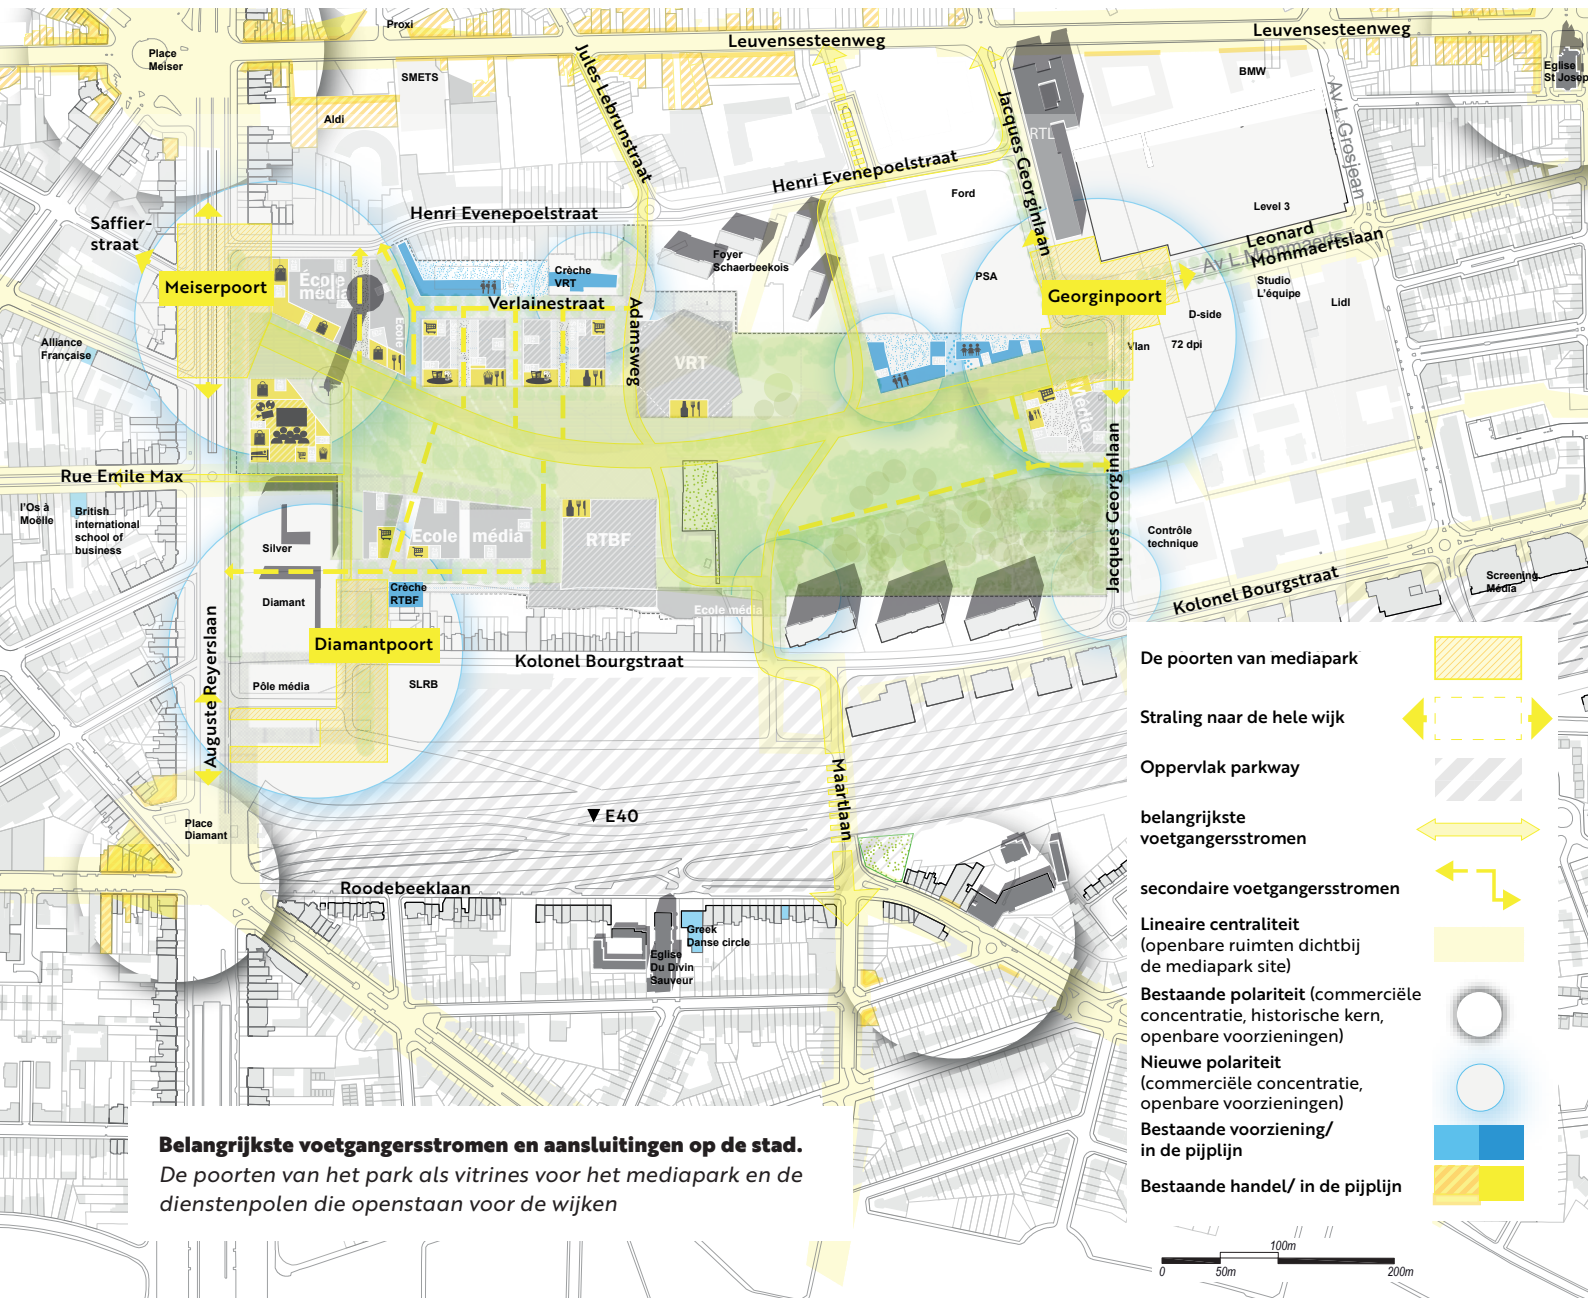 Proxi
Leuvensesteenweg
Leuvensesteenweg
Place
Meiser
SMETS
Jules Lebrunstraat
BMW
Eglise
St Josep
Aldi
Jacques Georginlaan
RTL
Av L.Grosjean
Henri Evenepoelstraat
Ford
Level 3
Saffier-
straat
Henri Evenepoelstraat
Leonard
Mommaertslaan
Av L.Mommaerts
Foyer
Schaerbeekois
Crèche
VRT
PSA
Studio
L'équipe
Meiserpoort
École
média
Verlainestraat
Georginpoort
Lidl
D-side
Ecole
Adamsweg
Alliance
Française
VRT
Vlan
72 dpi
Média
Rue Emile Max
Jacques Georginlaan
l'Os à
Moëlle
British
international
school of
business
Silver
Ecole
média
RTBF
Contrôle
technique
Diamant
Crèche
RTBF
Ecole média
Kolonel Bourgstraat
Screening
Média
Auguste Reyerslaan
Diamantpoort
Kolonel Bourgstraat
Pôle média
SLRB
Maartlaan
E40
Place
Diamant
Roodebeeklaan
Greek
Danse circle
Eglise
Du Divin
Sauveur
De poorten van mediapark
Straling naar de hele wijk
Oppervlak parkway
belangrijkste
voetgangersstromen
secondaire voetgangersstromen
Lineaire centraliteit
(openbare ruimten dichtbij
de mediapark site)
Bestaande polariteit (commerciële
concentratie, historische kern,
openbare voorzieningen)
Nieuwe polariteit
(commerciële concentratie,
openbare voorzieningen)
Bestaande voorziening/
in de pijplijn
Bestaande handel/ in de pijplijn
Belangrijkste voetgangersstromen en aansluitingen op de stad.
De poorten van het park als vitrines voor het mediapark en de
dienstenpolen die openstaan voor de wijken
100m
0 50m 200m